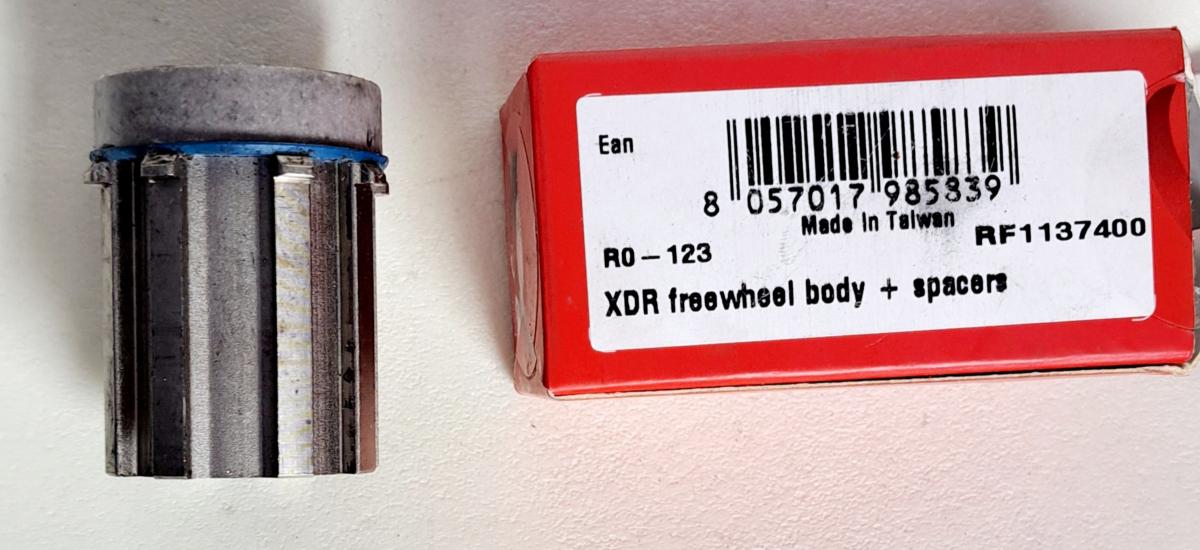 Ean
8 057017 985839
Made in Taiwan
RF1137400
R0-123
XDR freewheel body + spacers